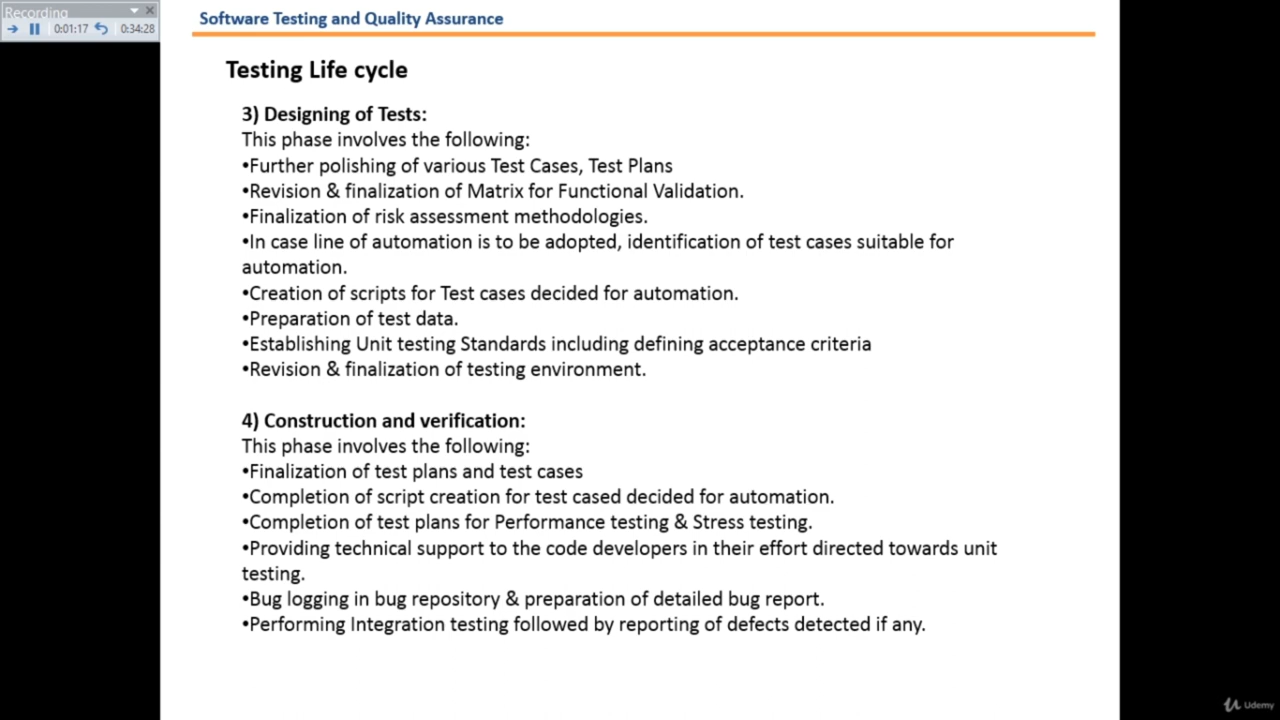 Recording
0:01:17
0:34:28
Software Testing and Quality Assurance
Testing Life cycle
3) Designing of Tests:
This phase involves the following:
•Further polishing of various Test Cases, Test Plans
•Revision & finalization of Matrix for Functional Validation.
•Finalization of risk assessment methodologies.
•In case line of automation is to be adopted, identification of test cases suitable for
automation.
•Creation of scripts for Test cases decided for automation.
•Preparation of test data.
•Establishing Unit testing Standards including defining acceptance criteria
•Revision & finalization of testing environment.
4) Construction and verification:
This phase involves the following:
•Finalization of test plans and test cases
•Completion of script creation for test cased decided for automation.
•Completion of test plans for Performance testing & Stress testing.
•Providing technical support to the code developers in their effort directed towards unit
testing.
•Bug logging in bug repository & preparation of detailed bug report.
•Performing Integration testing followed by reporting of defects detected if any.
Udemy